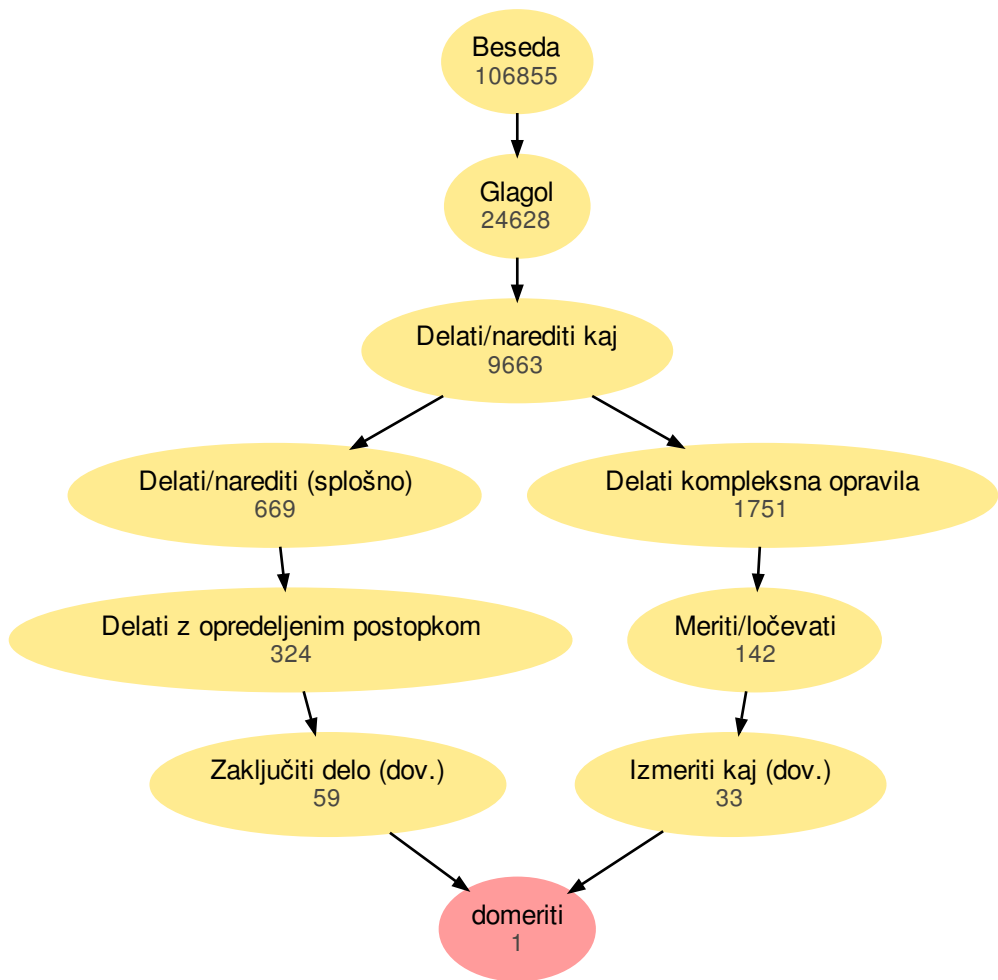 Beseda
106855
Glagol
24628
Delati/narediti kaj
9663
Delati/narediti (splošno)
669
Delati kompleksna opravila
1751
Delati z opredeljenim postopkom
324
Meriti/ločevati
142
Zaključiti delo (dov.)
59
Izmeriti kaj (dov.)
33
domeriti
1